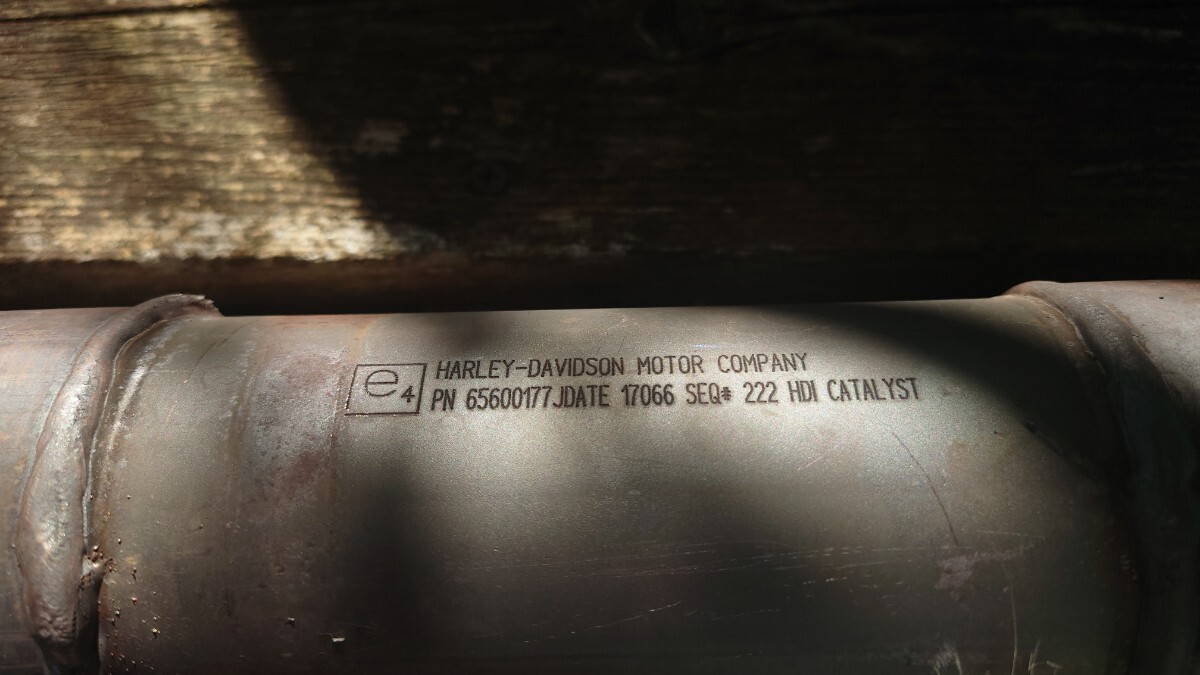 e4
HARLEY-DAVIDSON MOTOR COMPANY
PN 65600177JDATE 17066 SEQ# 222 HDI CATALYST